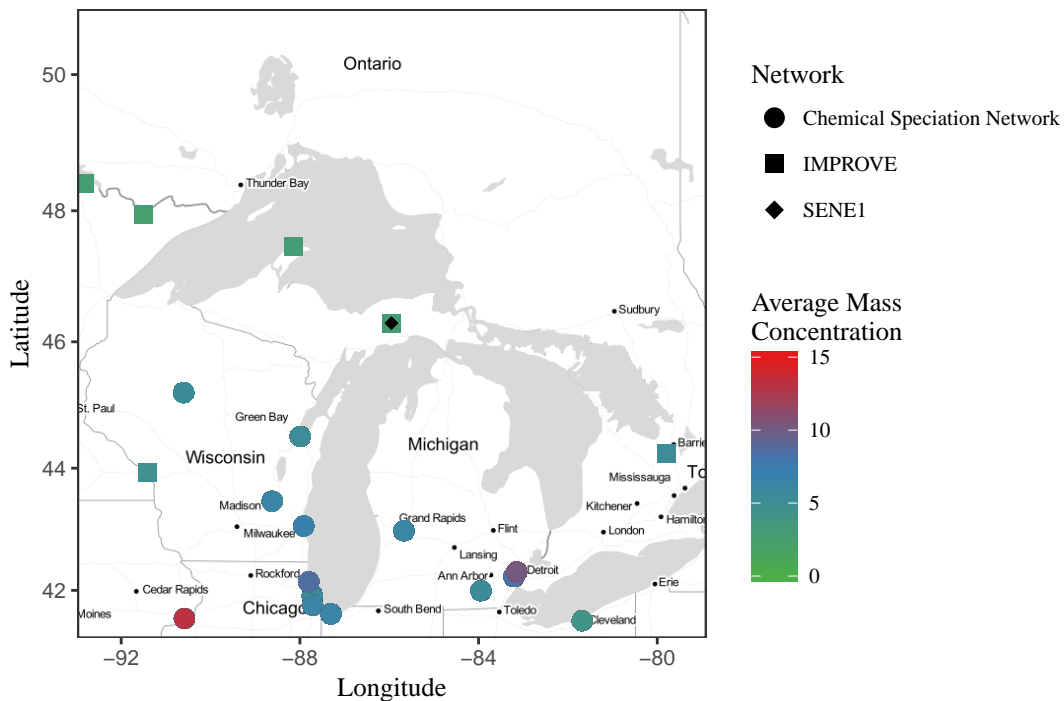 Ontario
Thunder Bay
Sudbury
St. Paul
Green Bay
Wisconsin
Michigan
Barrie
To
Mississauga
Madison
Milwaukee
Grand Rapids
Flint
Kitchener
Hamilton
London
Lansing
Rockford
Ann Arbor
Detroit
Cedar Rapids
Erie
Chicago
South Bend
Toledo
Moines
Cleveland
50
48
46
44
42
Latitude
−92
−88
−84
−80
Longitude
Network
Chemical Speciation Network
IMPROVE
SENE1
Average Mass
Concentration
15
10
5
0